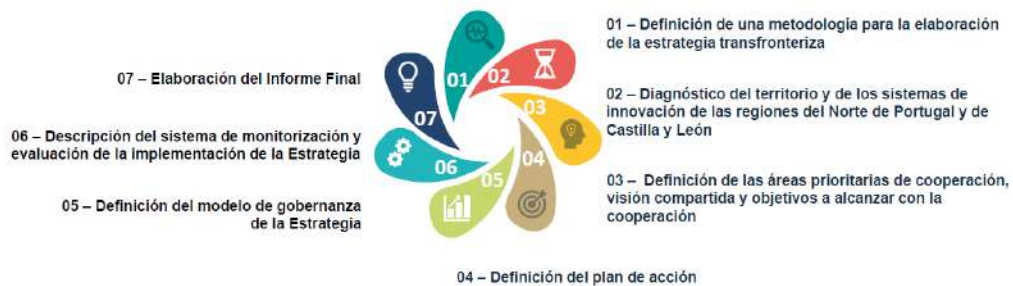 01 – Definición de una metodología para la elaboración
de la estrategia transfronteriza
02 – Diagnóstico del territorio y de los sistemas de
innovación de las regiones del Norte de Portugal y de
Castilla y León
03 – Definición de las áreas prioritarias de cooperación,
visión compartida y objetivos a alcanzar con la
cooperación
04 – Definición del plan de acción
05 – Definición del modelo de gobernanza
de la Estrategia
06 – Descripción del sistema de monitorización y
evaluación de la implementación de la Estrategia
07 – Elaboración del Informe Final
01
02
03
04
05
06
07